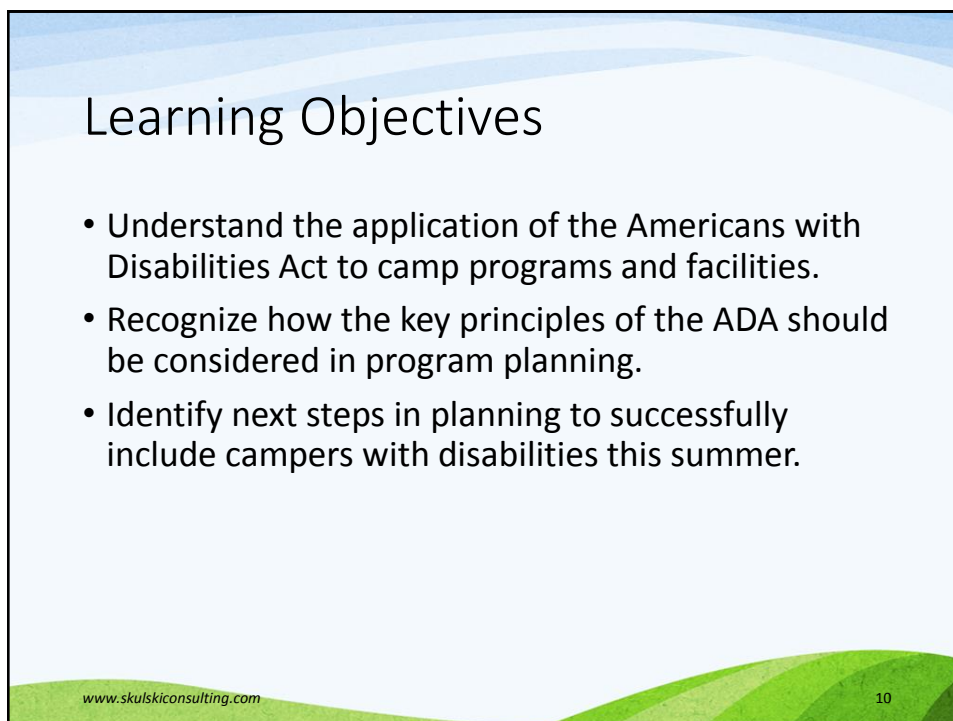 Learning Objectives
• Understand the application of the Americans with
Disabilities Act to camp programs and facilities.
• Recognize how the key principles of the ADA should
be considered in program planning.
• Identify next steps in planning to successfully
include campers with disabilities this summer.
www.skulskiconsulting.com
10